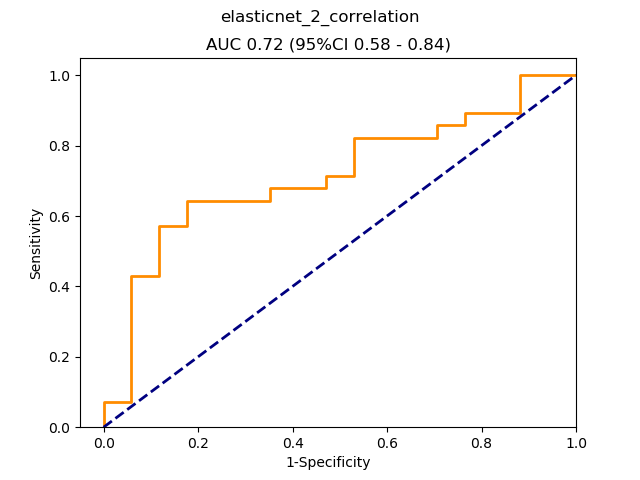 elasticnet_2_correlation
AUC 0.72 (95%CI 0.58 - 0.84)
1.0
0.8
0.6
0.4
0.2
0.0
Sensitivity
0.0 0.2 0.4 0.6 0.8 1.0
1-Specificity